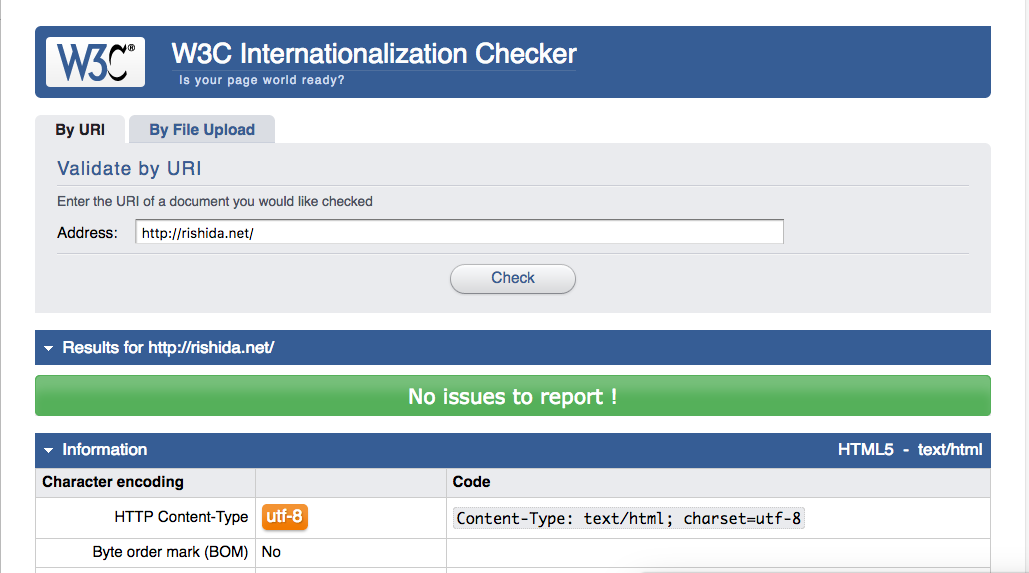 W3C®
W3C Internationalization Checker
Is your page world ready?
By URI By File Upload
Validate by URI
Enter the URI of a document you would like checked
Address: http://rishida.net/
Check
Results for http://rishida.net/
No issues to report !
Information HTML5 - text/html
Character encoding Code
HTTP Content-Type utf-8 Content-Type: text/html; charset=utf-8
Byte order mark (BOM) No